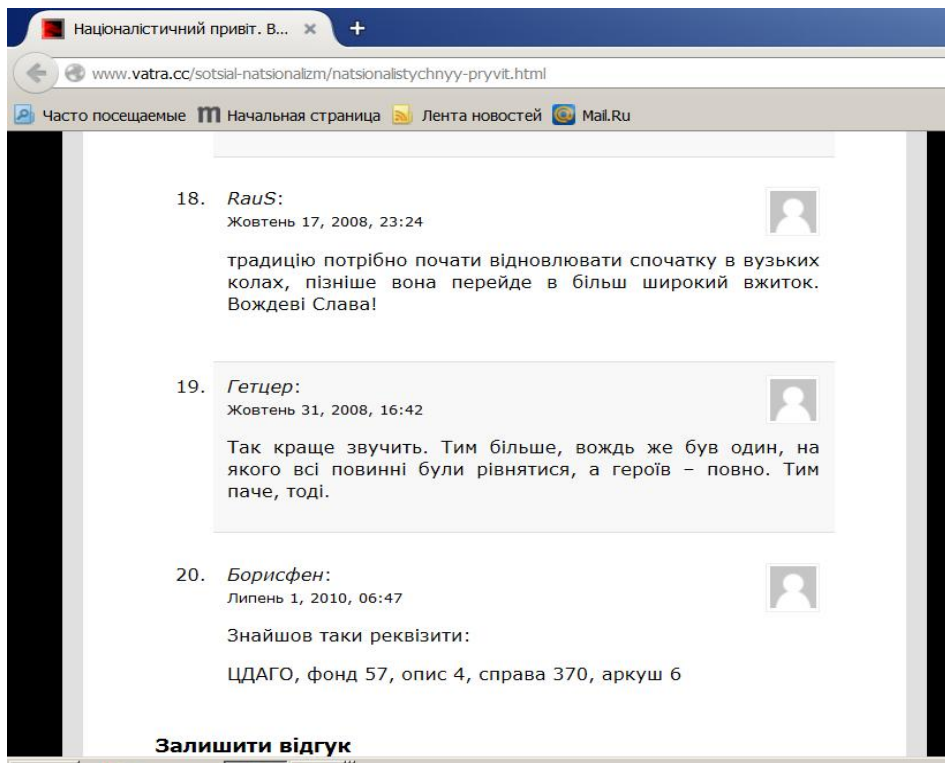 Націоналістичний привіт. В...
www.vatra.cc/sotsial-natsionalizm/natsionalistychnyy-pryvit.html
Часто посещаемые Начальная страница Лента новостей Mail.Ru
18. RauS:
Жовтень 17, 2008, 23:24
традицію потрібно почати відновлювати спочатку в вузьких
колах, пізніше вона перейде в більш широкий вжиток.
Вождеві Слава!
19. Гетцер:
Жовтень 31, 2008, 16:42
Так краще звучить. Тим більше, вождь же був один, на
якого всі повинні були рівнятися, а героїв – повно. Тим
паче, тоді.
20. Борисфен:
Липень 1, 2010, 06:47
Знайшов таки реквізити:
ЦДАГО, фонд 57, опис 4, справа 370, аркуш 6
Залишити відгук